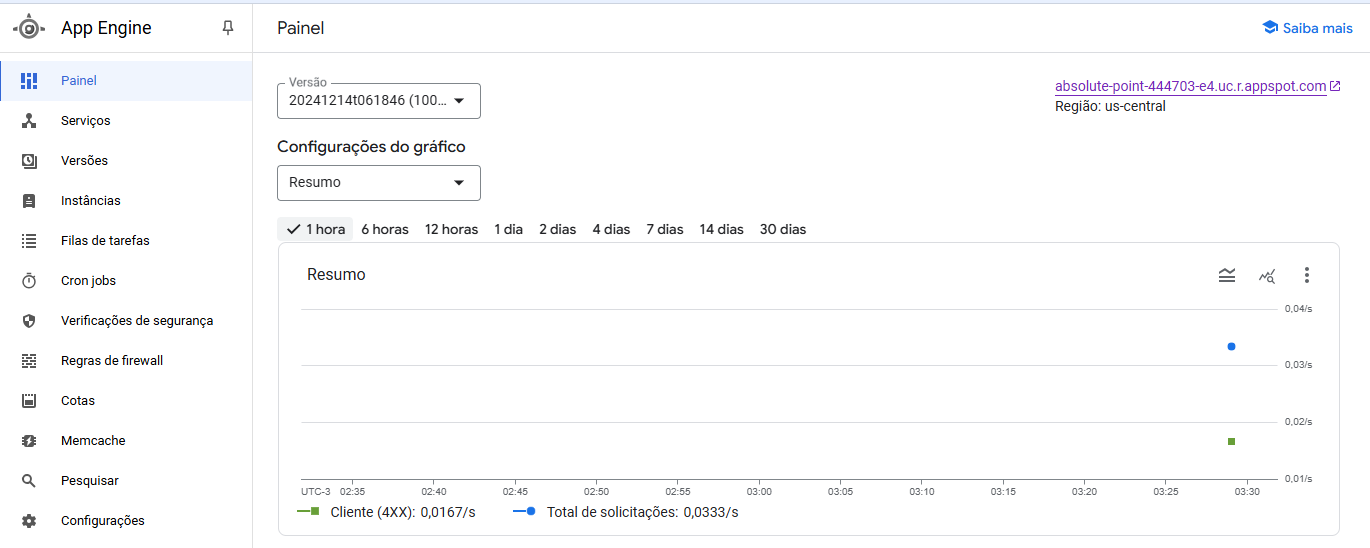 App Engine
Painel
Serviços
Versões
Instâncias
Filas de tarefas
Cron jobs
Verificações de segurança
Regras de firewall
Cotas
Memcache
Pesquisar
Configurações
Painel
Saiba mais
Versão
20241214t061846 (100...
absolute-point-444703-e4.uc.r.appspot.com
Região: us-central
Configurações do gráfico
Resumo
1 hora 6 horas 12 horas 1 dia 2 dias 4 dias 7 dias 14 dias 30 dias
Resumo
0,04/s
0,03/s
0,02/s
0,01/s
UTC-3 02:35 02:40 02:45 02:50 02:55 03:00 03:05 03:10 03:15 03:20 03:25 03:30
Cliente (4XX): 0,0167/s Total de solicitações: 0,0333/s